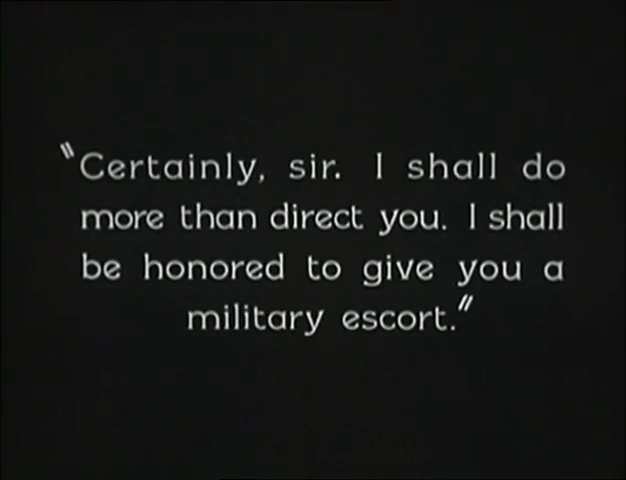 "Certainly, sir. I shall do
more than direct you. I shall
be honored to give you a
military escort."